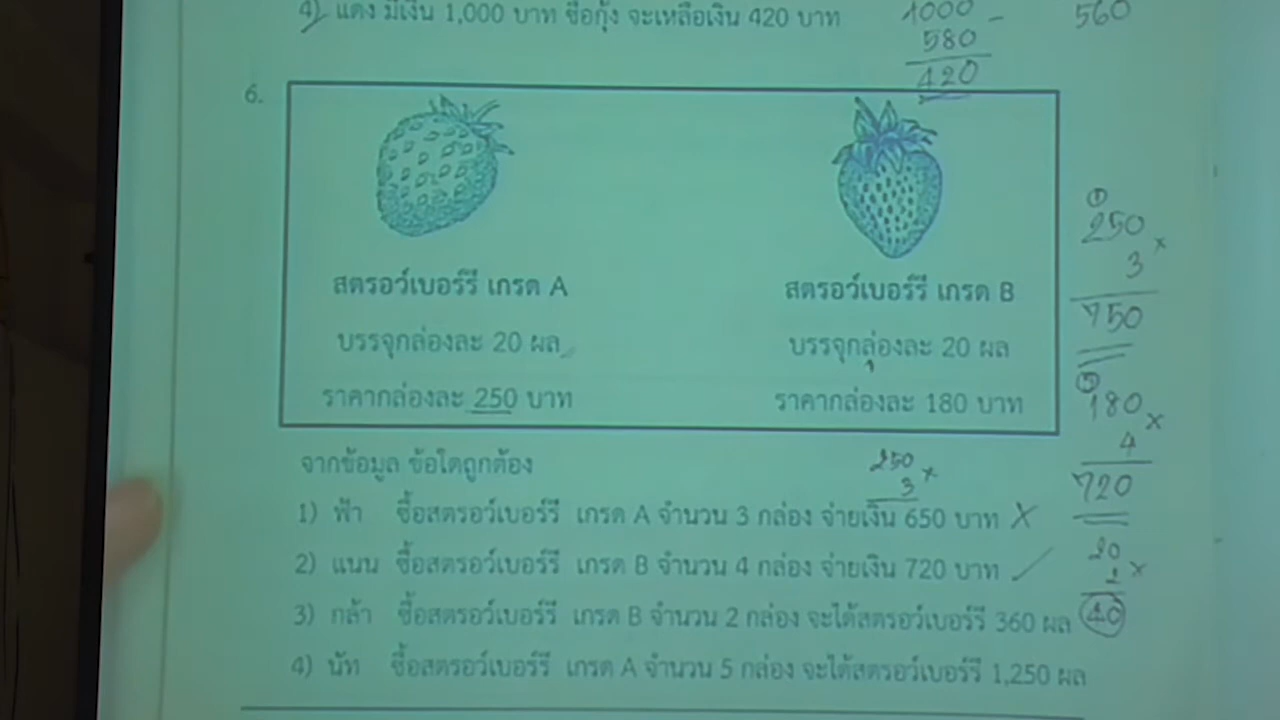 4) แดง มีเงิน 1,000 บาท ซื้อกุ้ง จะเหลือเงิน 420 บาท
1000 -
580
420
560
6.
สตรอว์เบอร์รี เกรด A
บรรจุกล่องละ 20 ผล
ราคากล่องละ 250 บาท
สตรอว์เบอร์รี เกรด B
บรรจุกล่องละ 20 ผล
ราคากล่องละ 180 บาท
จากข้อมูล ข้อใดถูกต้อง
250 x
3
1) ฟ้า ซื้อสตรอว์เบอร์รี เกรด A จำนวน 3 กล่อง จ่ายเงิน 650 บาท X
2) แนน ซื้อสตรอว์เบอร์รี เกรด B จำนวน 4 กล่อง จ่ายเงิน 720 บาท ✓
3) กล้า ซื้อสตรอว์เบอร์รี เกรด B จำนวน 2 กล่อง จะได้สตรอว์เบอร์รี 360 ผล
4) นัท ซื้อสตรอว์เบอร์รี เกรด A จำนวน 5 กล่อง จะได้สตรอว์เบอร์รี 1,250 ผล
1
250 x
3
750
180 x
4
720
20 x
2
40